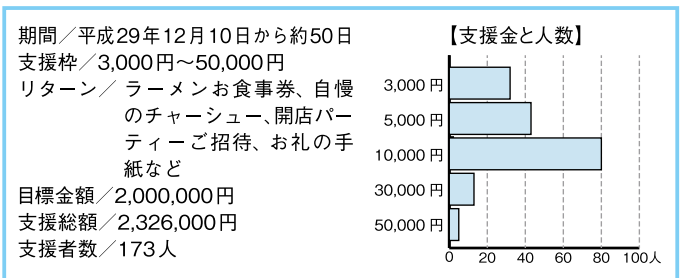 期間／平成29年12月10日から約50日
支援枠／3,000円～50,000円
リターン／ ラーメンお食事券、自慢
のチャーシュー、開店パー
ティーご招待、お礼の手
紙など
目標金額／2,000,000円
支援総額／2,326,000円
支援者数／173人
【支援金と人数】
3,000円
5,000円
10,000円
30,000円
50,000円
0 20 40 60 80 100人